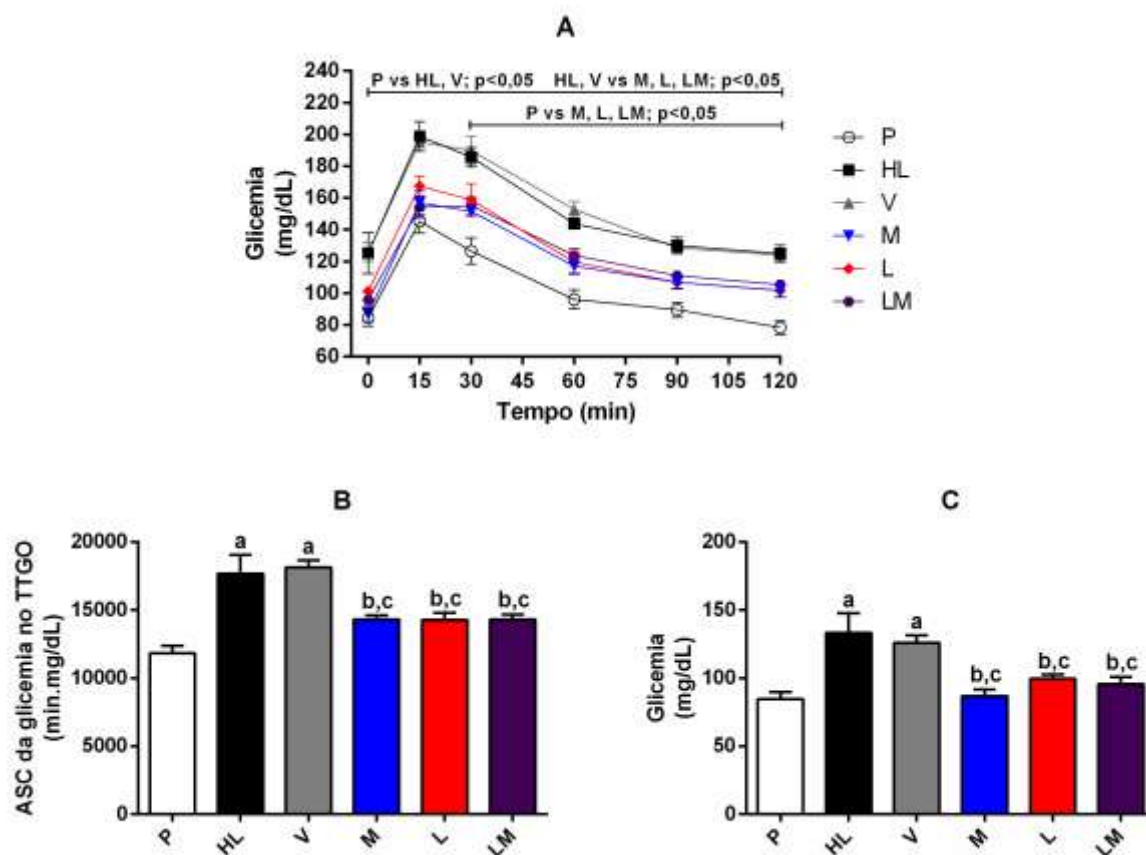 A
P vs HL, V; p<0,05 HL, V vs M, L, LM; p<0,05
P vs M, L, LM; p<0,05
240
220
200
180
160
140
120
100
80
60
Glicemia
(mg/dL)
0 15 30 45 60 75 90 105 120
Tempo (min)
P
HL
V
M
L
LM
B
ASC da glicemia no TTGO
(min.mg/dL)
20000
15000
10000
5000
0
a a b,c b,c b,c
P HL V M L LM
C
Glicemia
(mg/dL)
200
150
100
50
0
a a b,c b,c b,c
P HL V M L LM